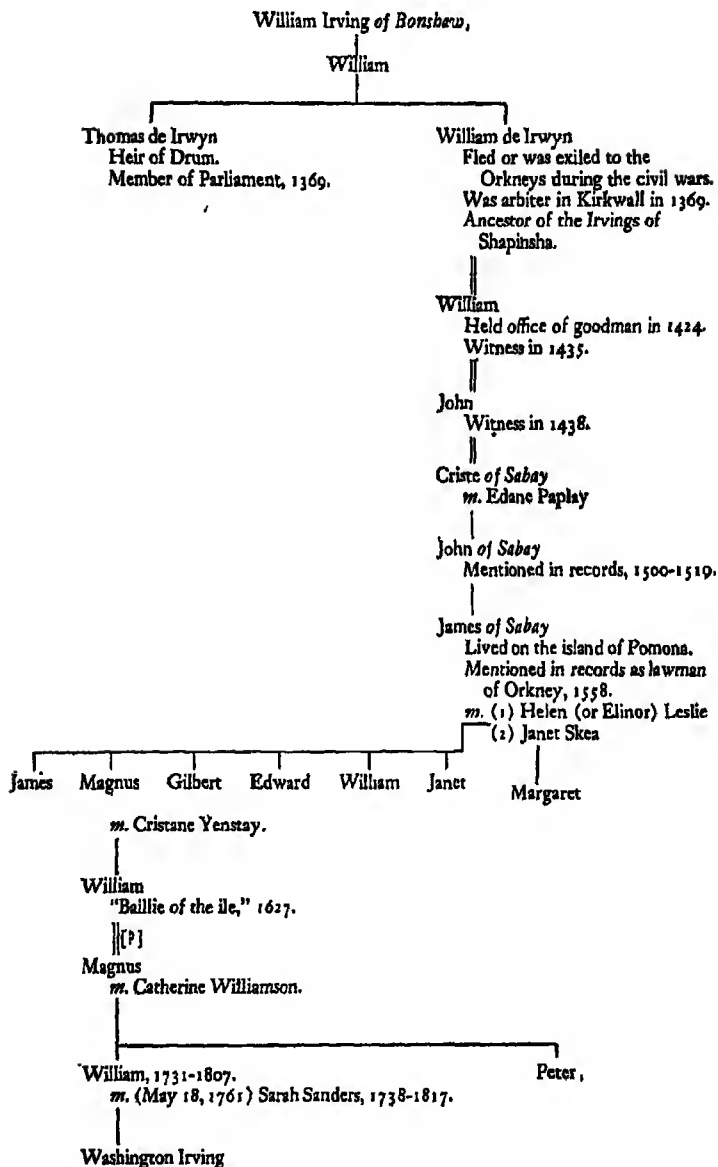 William Irving of Bonshaw,
William
Thomas de Irwyn
Heir of Drum.
Member of Parliament, 1369.
William de Irwyn
Fled or was exiled to the
Orkneys during the civil wars.
Was arbiter in Kirkwall in 1369.
Ancestor of the Irvings of
Shapinsha.
William
Held office of goodman in 1424.
Witness in 1435.
John
Witness in 1438.
Criste of Sabay
m. Edane Paplay
John of Sabay
Mentioned in records, 1500-1519.
James of Sabay
Lived on the island of Pomona.
Mentioned in records as lawman
of Orkney, 1558.
m. (1) Helen (or Elinor) Leslie
(2) Janet Skea
James Magnus Gilbert Edward William Janet
Margaret
m. Cristane Yenstay.
William
"Baillie of the ile," 1627.
[?]
Magnus
m. Catherine Williamson.
William, 1731-1807.
m. (May 18, 1761) Sarah Sanders, 1738-1817.
Peter,
Washington Irving